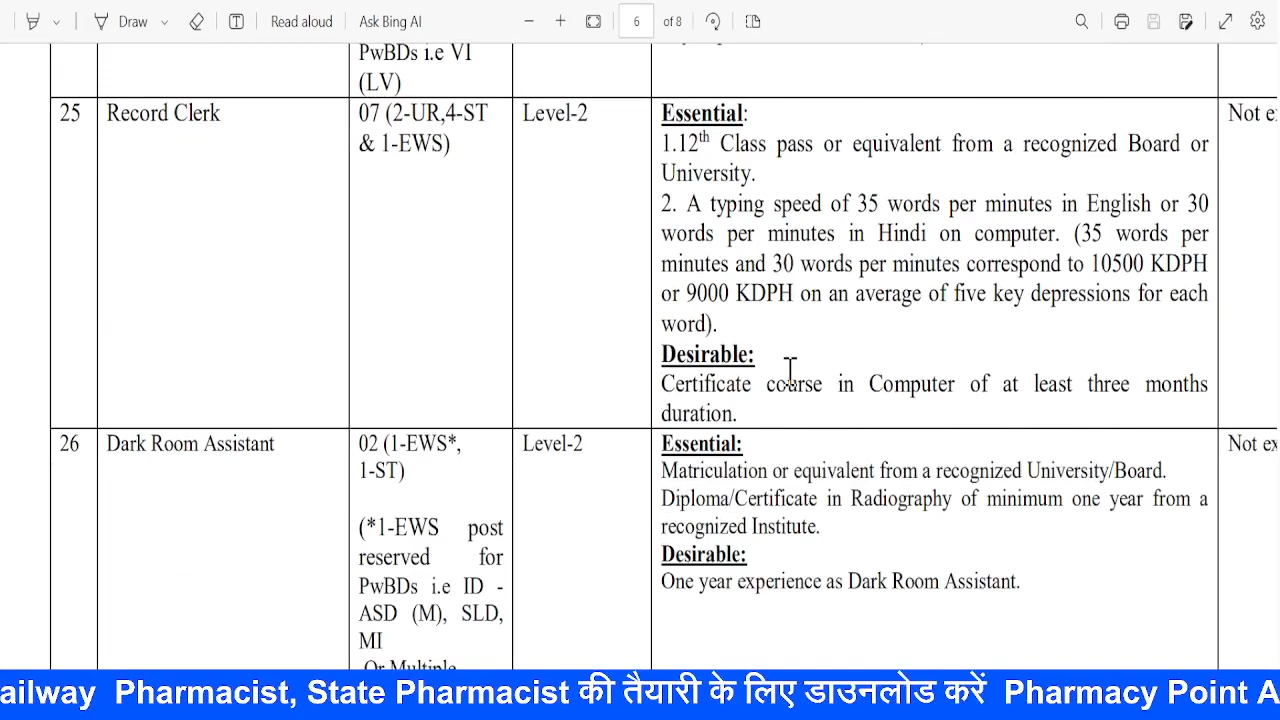 Draw
Read aloud
Ask Bing AI
6 of 8
PwBDs i.e VI
(LV)
25
Record Clerk
07 (2-UR,4-ST
& 1-EWS)
Level-2
Essential:
1.12th Class pass or equivalent from a recognized Board or
University.
2. A typing speed of 35 words per minutes in English or 30
words per minutes in Hindi on computer. (35 words per
minutes and 30 words per minutes correspond to 10500 KDPH
or 9000 KDPH on an average of five key depressions for each
word).
Desirable:
Certificate course in Computer of at least three months
duration.
Not
26
Dark Room Assistant
02 (1-EWS*,
1-ST)
(*1-EWS post
reserved for
PwBDs i.e ID -
ASD (M), SLD,
MI
Or Multiple
Level-2
Essential:
Matriculation or equivalent from a recognized University/Board.
Diploma/Certificate in Radiography of minimum one year from a
recognized Institute.
Desirable:
One year experience as Dark Room Assistant.
Not
ailway Pharmacist, State Pharmacist की तैयारी के लिए डाउनलोड करें Pharmacy Point A